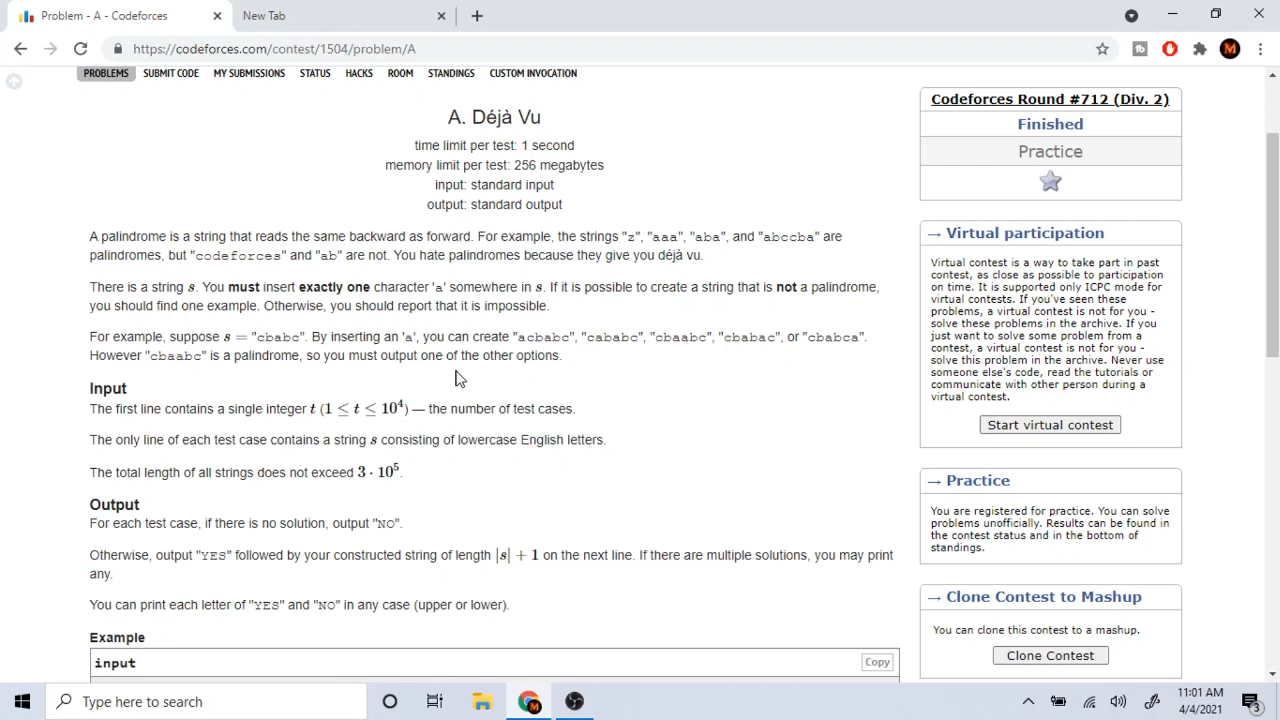 Problem - A - Codeforces
New Tab
https://codeforces.com/contest/1504/problem/A
M
PROBLEMS SUBMIT CODE MY SUBMISSIONS STATUS HACKS ROOM STANDINGS CUSTOM INVOCATION
A. Déjà Vu
time limit per test: 1 second
memory limit per test: 256 megabytes
input: standard input
output: standard output
A palindrome is a string that reads the same backward as forward. For example, the strings "z", "aaa", "aba", and "abccba" are
palindromes, but "codeforces" and "ab" are not. You hate palindromes because they give you déjà vu.
There is a string s. You must insert exactly one character 'a' somewhere in s. If it is possible to create a string that is not a palindrome,
you should find one example. Otherwise, you should report that it is impossible.
For example, suppose s = "cbabc". By inserting an 'a', you can create "acbabc", "cababc", "cbaabc", "cbabac", or "cbabca".
However "cbaabc" is a palindrome, so you must output one of the other options.
Input
The first line contains a single integer t (1 ≤ t ≤ 10⁴) — the number of test cases.
The only line of each test case contains a string s consisting of lowercase English letters.
The total length of all strings does not exceed 3 · 10⁵.
Output
For each test case, if there is no solution, output "NO".
Otherwise, output "YES" followed by your constructed string of length |s| + 1 on the next line. If there are multiple solutions, you may print
any.
You can print each letter of "YES" and "NO" in any case (upper or lower).
Example
input
Copy
Codeforces Round #712 (Div. 2)
Finished
Practice
→ Virtual participation
Virtual contest is a way to take part in past
contest, as close as possible to participation
on time. It is supported only ICPC mode for
virtual contests. If you've seen these
problems, a virtual contest is not for you -
solve these problems in the archive. If you
just want to solve some problem from a
contest, a virtual contest is not for you -
solve this problem in the archive. Never use
someone else's code, read the tutorials or
communicate with other person during a
virtual contest.
Start virtual contest
→ Practice
You are registered for practice. You can solve
problems unofficially. Results can be found in
the contest status and in the bottom of
standings.
→ Clone Contest to Mashup
You can clone this contest to a mashup.
Clone Contest
Type here to search
M
11:01 AM
4/4/2021
3